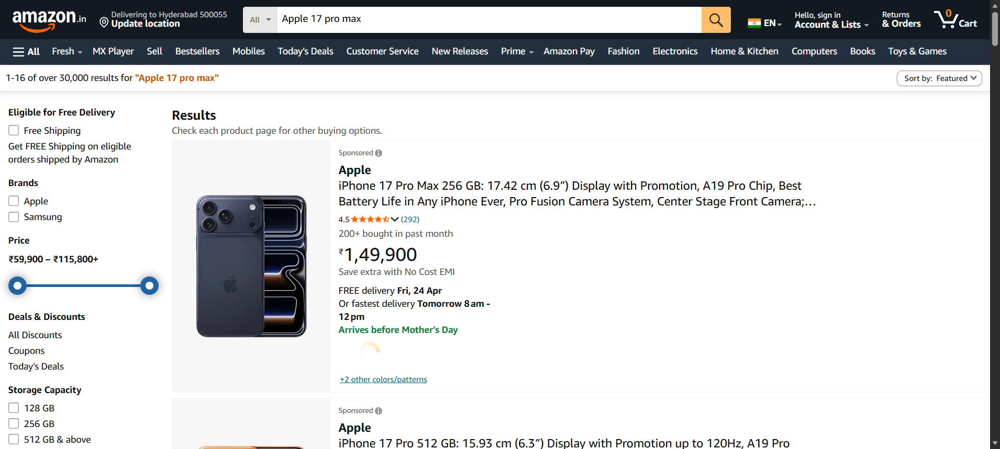 amazon.in
Delivering to Hyderabad 500055
Update location
All
Apple 17 pro max
EN
Hello, sign in
Account & Lists
Returns
& Orders
0
Cart
All
Fresh
MX Player
Sell
Bestsellers
Mobiles
Today's Deals
Customer Service
New Releases
Prime
Amazon Pay
Fashion
Electronics
Home & Kitchen
Computers
Books
Toys & Games
1-16 of over 30,000 results for "Apple 17 pro max"
Sort by: Featured
Eligible for Free Delivery
Free Shipping
Get FREE Shipping on eligible
orders shipped by Amazon
Brands
Apple
Samsung
Price
₹59,900 – ₹115,800+
Deals & Discounts
All Discounts
Coupons
Today's Deals
Storage Capacity
128 GB
256 GB
512 GB & above
Results
Check each product page for other buying options.
Sponsored
Apple
iPhone 17 Pro Max 256 GB: 17.42 cm (6.9″) Display with Promotion, A19 Pro Chip, Best
Battery Life in Any iPhone Ever, Pro Fusion Camera System, Center Stage Front Camera;…
4.5 (292)
200+ bought in past month
₹1,49,900
Save extra with No Cost EMI
FREE delivery Fri, 24 Apr
Or fastest delivery Tomorrow 8 am -
12 pm
Arrives before Mother's Day
+2 other colors/patterns
Sponsored
Apple
iPhone 17 Pro 512 GB: 15.93 cm (6.3″) Display with Promotion up to 120Hz, A19 Pro